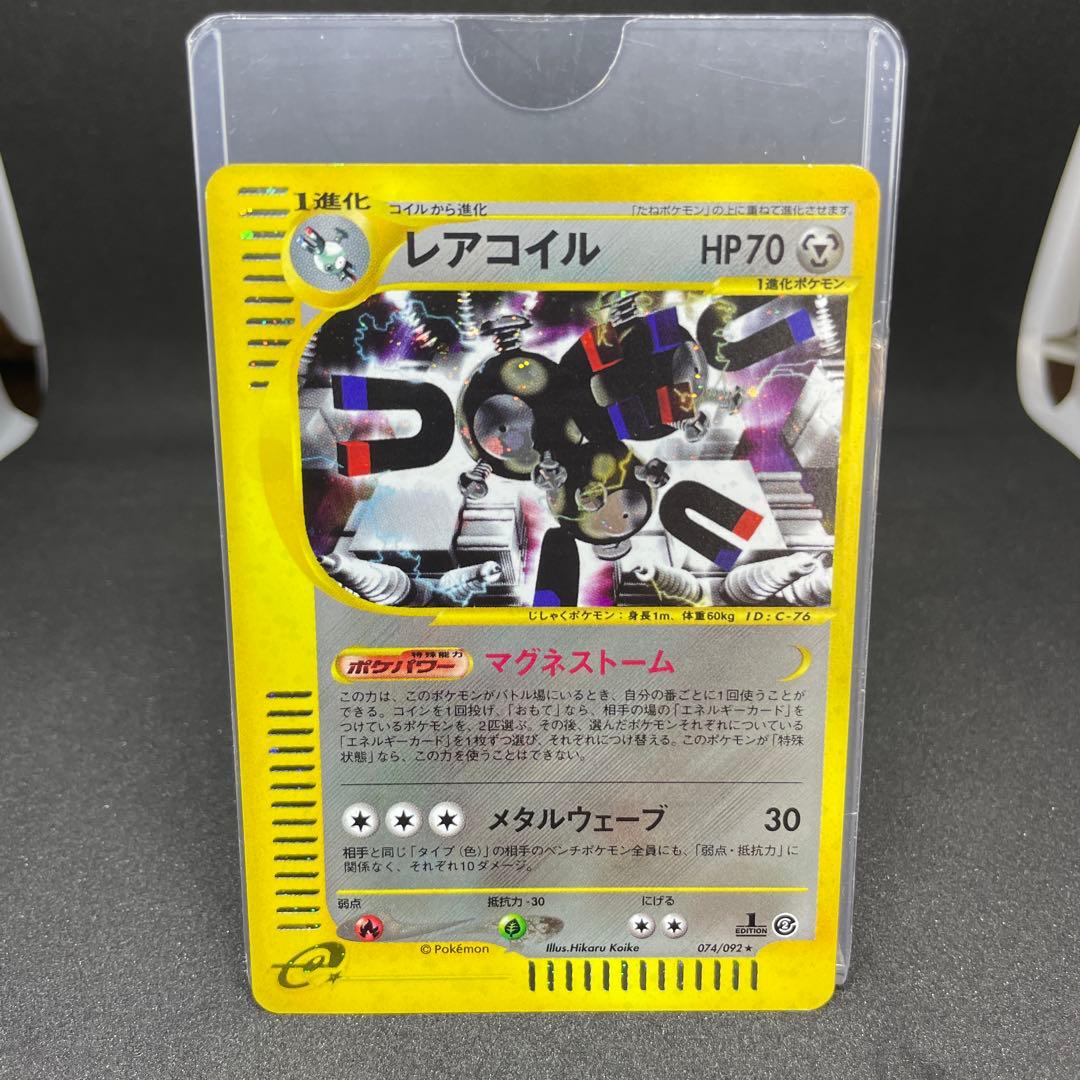 1進化 コイルから進化 「たねポケモン」の上に重ねて進化させます。
レアコイル HP70
1進化ポケモン
じしゃくポケモン：身長1m、体重60kg ID：C-76
特殊能力
ポケパワー マグネストーム
この力は、このポケモンがバトル場にいるとき、自分の番ごとに1回使うことが
できる。コインを1回投げ、「おもて」なら、相手の場の「エネルギーカード」を
つけているポケモンを、2匹選ぶ。その後、選んだポケモンそれぞれについている
「エネルギーカード」を1枚ずつ選び、それぞれにつけ替える。このポケモンが「特殊
状態」なら、この力を使うことはできない。
メタルウェーブ 30
相手と同じ「タイプ（色）」の相手のベンチポケモン全員にも、「弱点・抵抗力」に
関係なく、それぞれ10ダメージ。
弱点 抵抗力-30 にげる
1 EDITION
©Pokémon Illus.Hikaru Koike 074/092★
e